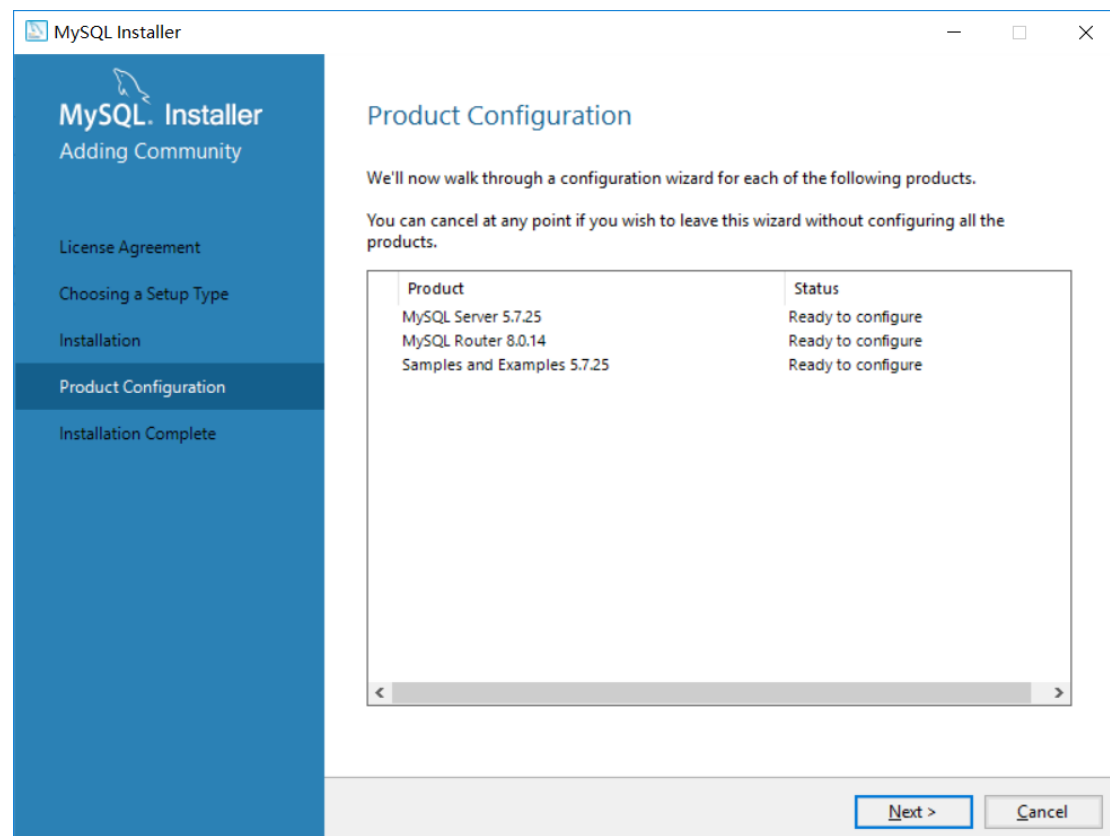 MySQL Installer
MySQL. Installer
Adding Community
License Agreement
Choosing a Setup Type
Installation
Product Configuration
Installation Complete
Product Configuration
We'll now walk through a configuration wizard for each of the following products.
You can cancel at any point if you wish to leave this wizard without configuring all the
products.
Product Status
MySQL Server 5.7.25 Ready to configure
MySQL Router 8.0.14 Ready to configure
Samples and Examples 5.7.25 Ready to configure
Next > Cancel